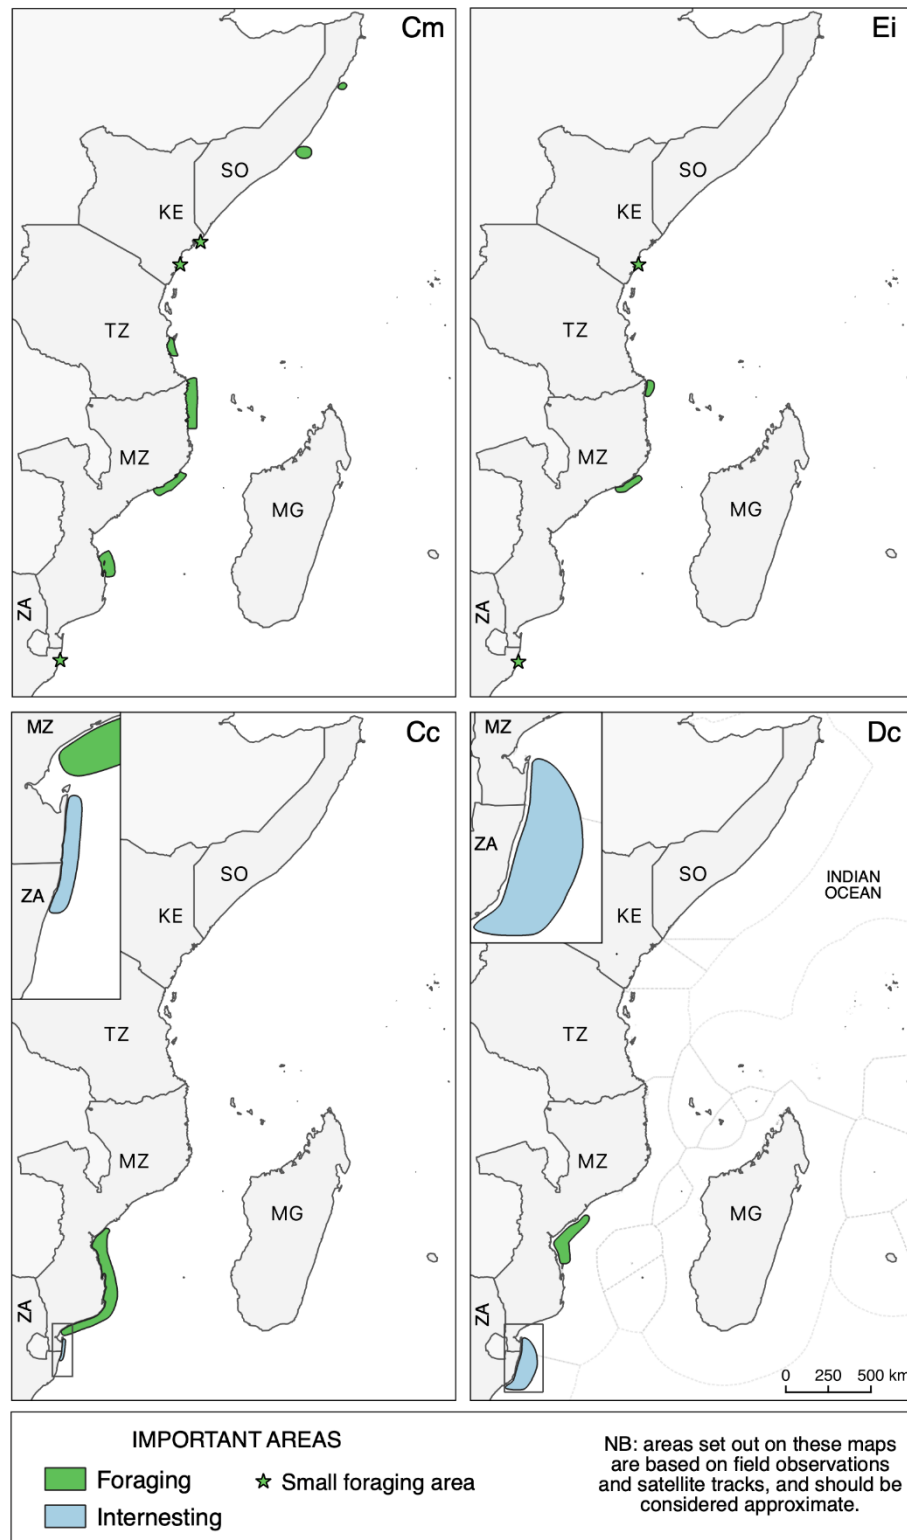 Cm
SO
KE
TZ
MZ
MG
ZA
Ei
SO
KE
TZ
MZ
MG
ZA
Cc
MZ
ZA
SO
KE
TZ
MZ
MG
ZA
Dc
MZ
ZA
SO
KE
INDIAN
OCEAN
TZ
MZ
MG
ZA
0 250 500 km
IMPORTANT AREAS
Foraging
Small foraging area
Internesting
NB: areas set out on these maps
are based on field observations
and satellite tracks, and should be
considered approximate.